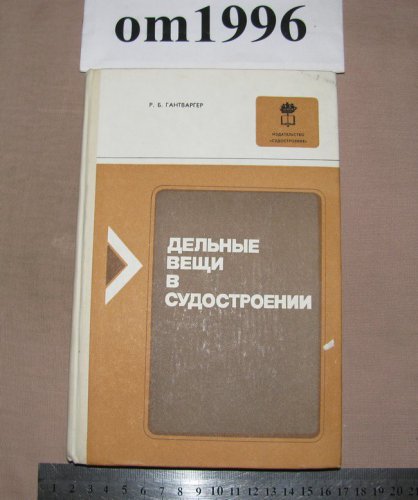 om1996
Р. Б. ГАНТВАРГЕР
ИЗДАТЕЛЬСТВО
«СУДОСТРОЕНИЕ»
ДЕЛЬНЫЕ
ВЕЩИ
В
СУДОСТРОЕНИИ
1 2 3 4 5 6 7 8 9 10 11 12 13 14 15 16 17 18 19 20 21